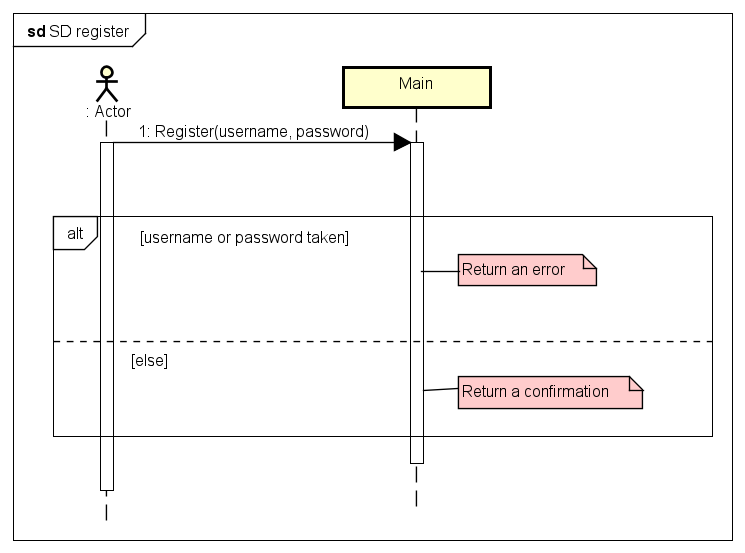 sd SD register
Main
: Actor
1: Register(username, password)
alt
[username or password taken]
Return an error
[else]
Return a confirmation